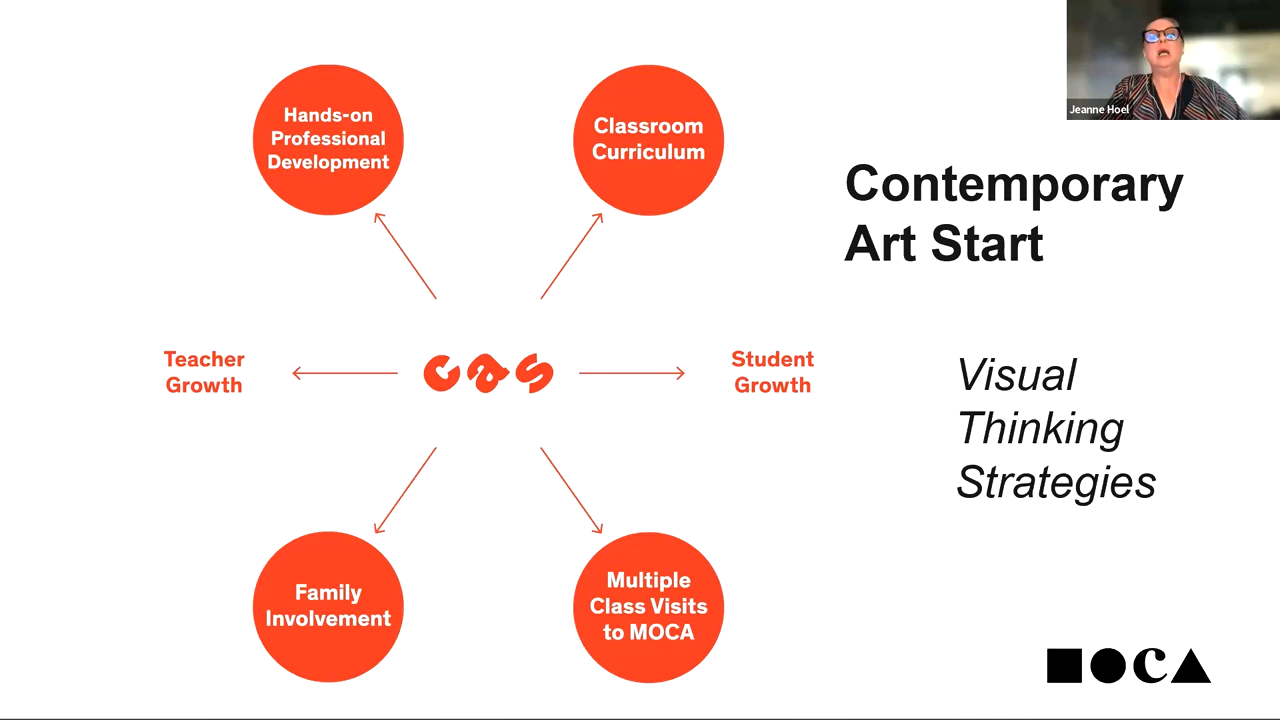 Jeanne Hoel
Hands-on
Professional
Development
Classroom
Curriculum
Contemporary
Art Start
Teacher
Growth
cas
Student
Growth
Visual
Thinking
Strategies
Family
Involvement
Multiple
Class Visits
to MOCA
MOCA